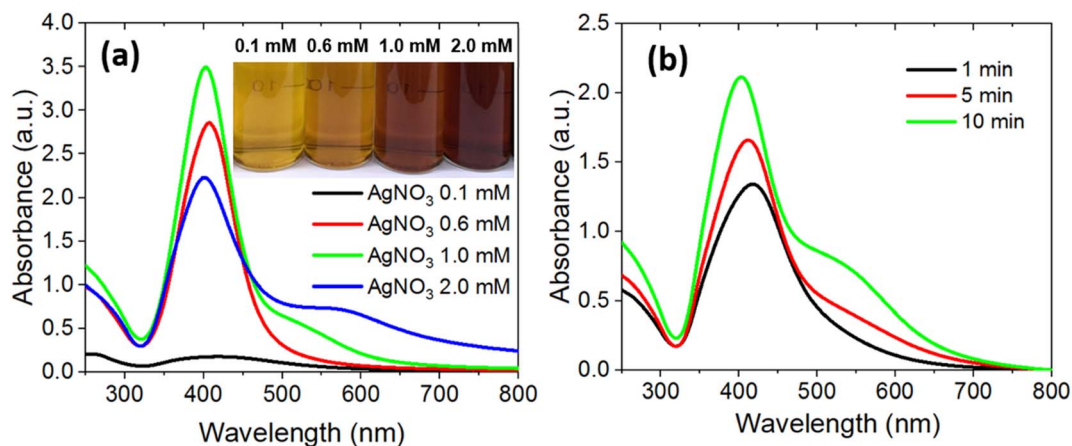 (a)
0.1 mM 0.6 mM 1.0 mM 2.0 mM
10 10 10 10
AgNO₃ 0.1 mM
AgNO₃ 0.6 mM
AgNO₃ 1.0 mM
AgNO₃ 2.0 mM
Absorbance (a.u.)
4.0
3.5
3.0
2.5
2.0
1.5
1.0
0.5
0.0
300 400 500 600 700 800
Wavelength (nm)
(b)
1 min
5 min
10 min
Absorbance (a.u.)
2.5
2.0
1.5
1.0
0.5
0.0
300 400 500 600 700 800
Wavelength (nm)